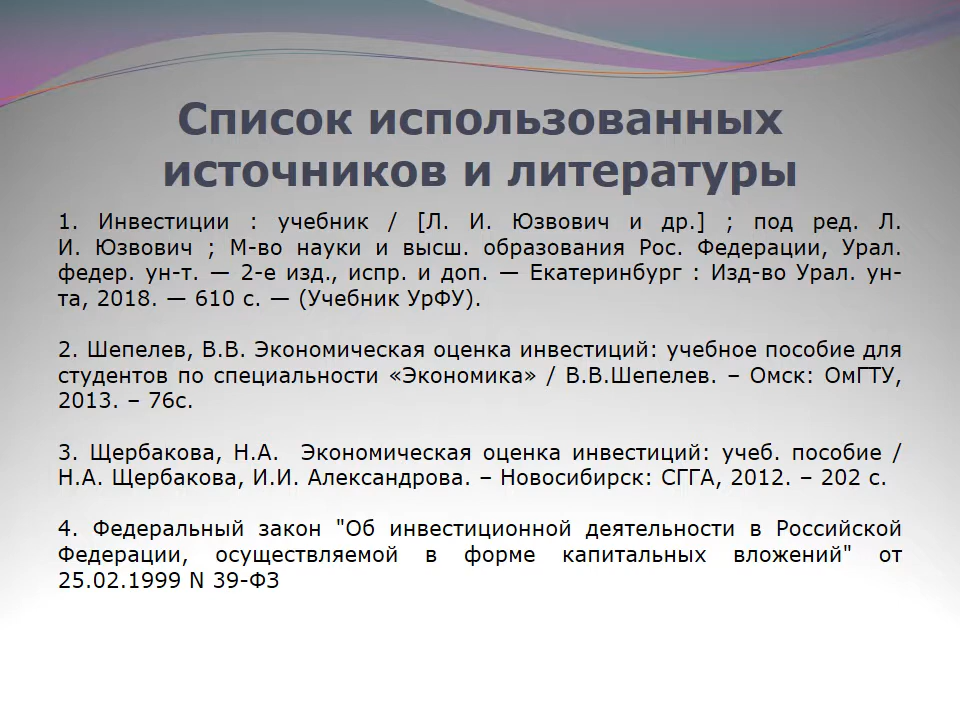 Список использованных
источников и литературы
1. Инвестиции : учебник / [Л. И. Юзвович и др.] ; под ред. Л.
И. Юзвович ; М-во науки и высш. образования Рос. Федерации, Урал.
федер. ун-т. — 2-е изд., испр. и доп. — Екатеринбург : Изд-во Урал. ун-
та, 2018. — 610 с. — (Учебник УрФУ).
2. Шепелев, В.В. Экономическая оценка инвестиций: учебное пособие для
студентов по специальности «Экономика» / В.В.Шепелев. – Омск: ОмГТУ,
2013. – 76с.
3. Щербакова, Н.А. Экономическая оценка инвестиций: учеб. пособие /
Н.А. Щербакова, И.И. Александрова. – Новосибирск: СГГА, 2012. – 202 с.
4. Федеральный закон "Об инвестиционной деятельности в Российской
Федерации, осуществляемой в форме капитальных вложений" от
25.02.1999 N 39-ФЗ